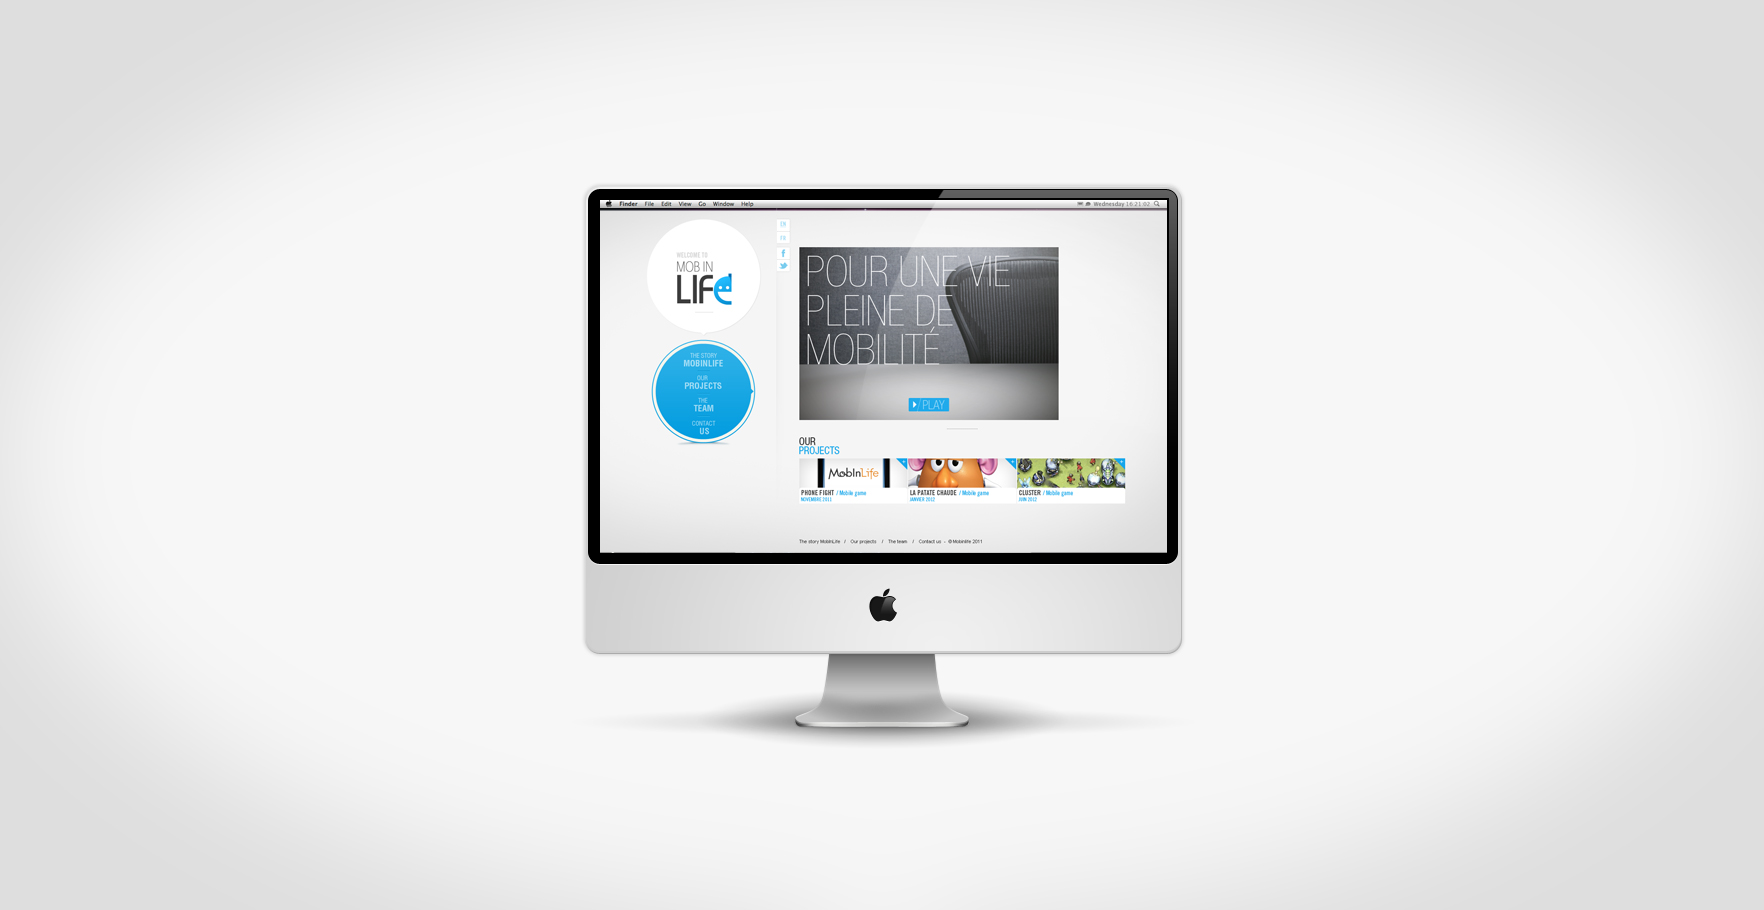 Finder File Edit View Go Window Help
Wednesday 16:21:02
WELCOME TO
MOB IN
LIFe
EN
FR
THE STORY
MOBINLIFE
OUR
PROJECTS
THE
TEAM
CONTACT
US
POUR UNE VIE
PLEINE DE
MOBILITÉ
/ PLAY
OUR
PROJECTS
MobInLife
PHONE FIGHT / Mobile game
NOVEMBRE 2011
LA PATATE CHAUDE / Mobile game
JANVIER 2012
CLUSTER / Mobile game
JUIN 2012
The story MobInLife / Our projects / The team / Contact us - © Mobinlife 2011